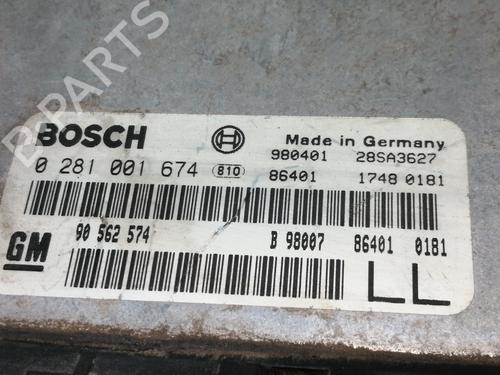 B-PARTS
BOSCH Made in Germany
980401 28SA3627
0 281 001 674 810 86401 1748 0181
GM 90 562 574 B 98007 86401 0181
LL